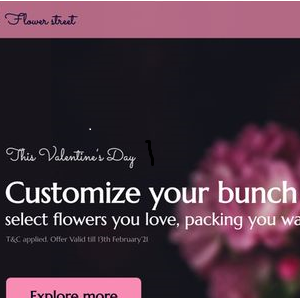 Flower street
This Valentine's Day
Customize your bunch
select flowers you love, packing you wa
T&C applied. Offer Valid till 13th February'21
Explore more